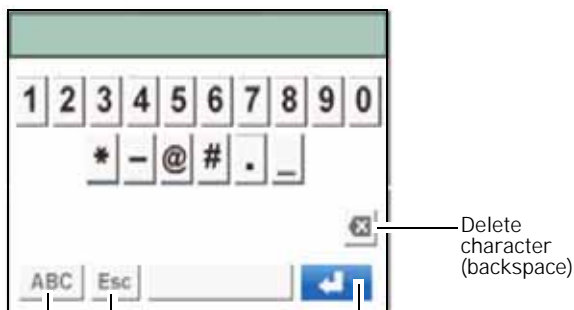 1 2 3 4 5 6 7 8 9 0
* - @ # . _
Delete
character
(backspace)
ABC Esc